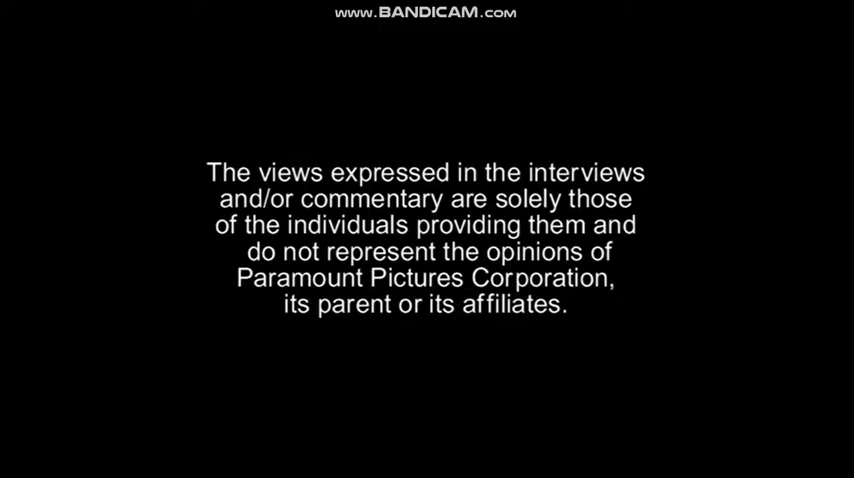 www.BANDICAM.com
The views expressed in the interviews
and/or commentary are solely those
of the individuals providing them and
do not represent the opinions of
Paramount Pictures Corporation,
its parent or its affiliates.